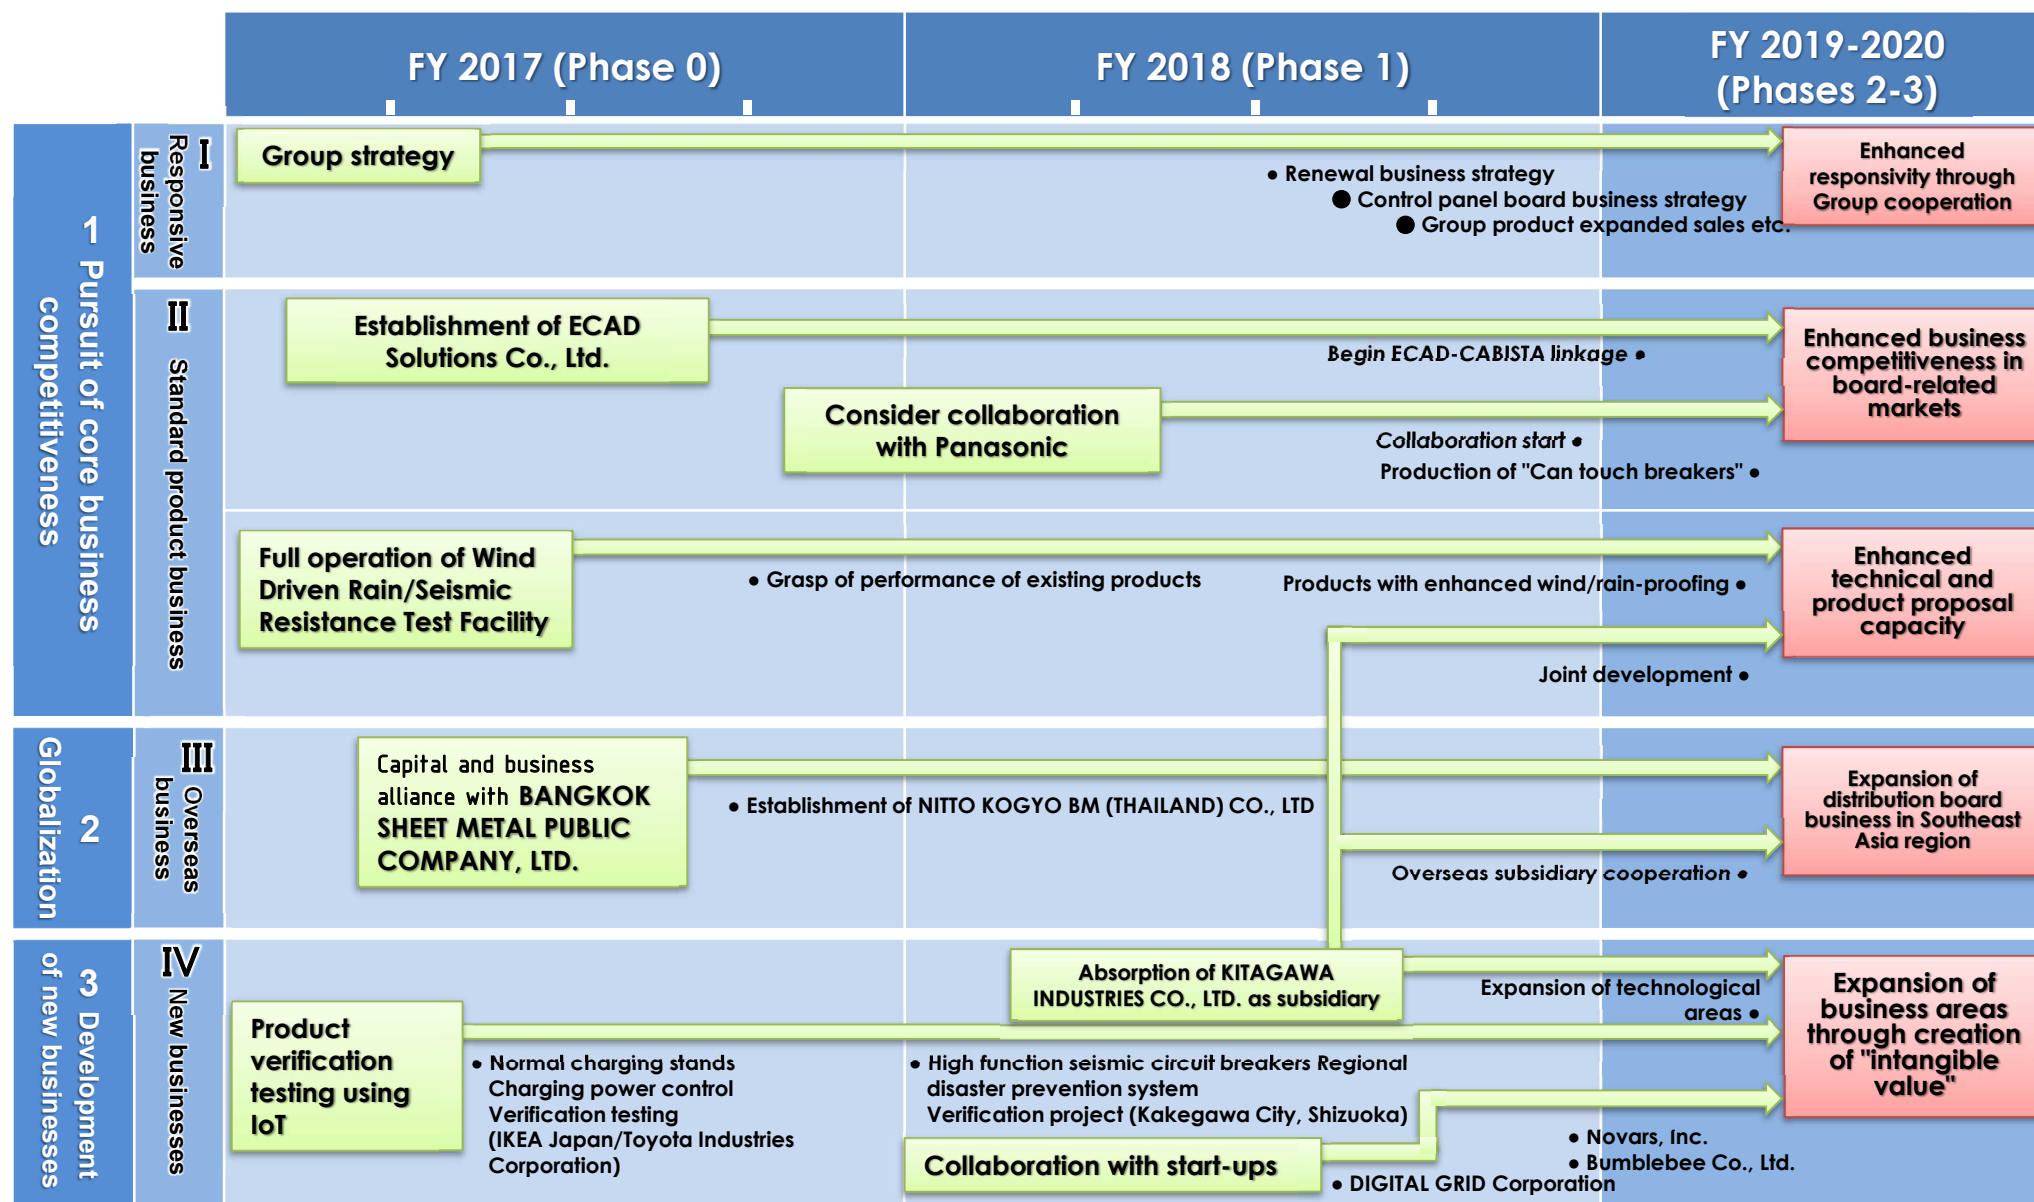 FY 2017 (Phase 0)
FY 2018 (Phase 1)
FY 2019-2020
(Phases 2-3)
1 Pursuit of core business
competitiveness
I
Responsive
business
Group strategy
• Renewal business strategy
● Control panel board business strategy
● Group product expanded sales etc.
Enhanced
responsivity through
Group cooperation
II
Standard product business
Establishment of ECAD
Solutions Co., Ltd.
Begin ECAD-CABISTA linkage •
Consider collaboration
with Panasonic
Collaboration start •
Production of "Can touch breakers" •
Enhanced business
competitiveness in
board-related
markets
Full operation of Wind
Driven Rain/Seismic
Resistance Test Facility
• Grasp of performance of existing products
Products with enhanced wind/rain-proofing •
Joint development •
Enhanced
technical and
product proposal
capacity
2
Globalization
III
Overseas
business
Capital and business
alliance with BANGKOK
SHEET METAL PUBLIC
COMPANY, LTD.
• Establishment of NITTO KOGYO BM (THAILAND) CO., LTD
Overseas subsidiary cooperation •
Expansion of
distribution board
business in Southeast
Asia region
3 Development
of new businesses
IV
New businesses
Absorption of KITAGAWA
INDUSTRIES CO., LTD. as subsidiary
Expansion of technological
areas •
Product
verification
testing using
IoT
• Normal charging stands
Charging power control
Verification testing
(IKEA Japan/Toyota Industries
Corporation)
• High function seismic circuit breakers Regional
disaster prevention system
Verification project (Kakegawa City, Shizuoka)
Collaboration with start-ups
• Novars, Inc.
• Bumblebee Co., Ltd.
• DIGITAL GRID Corporation
Expansion of
business areas
through creation
of "intangible
value"